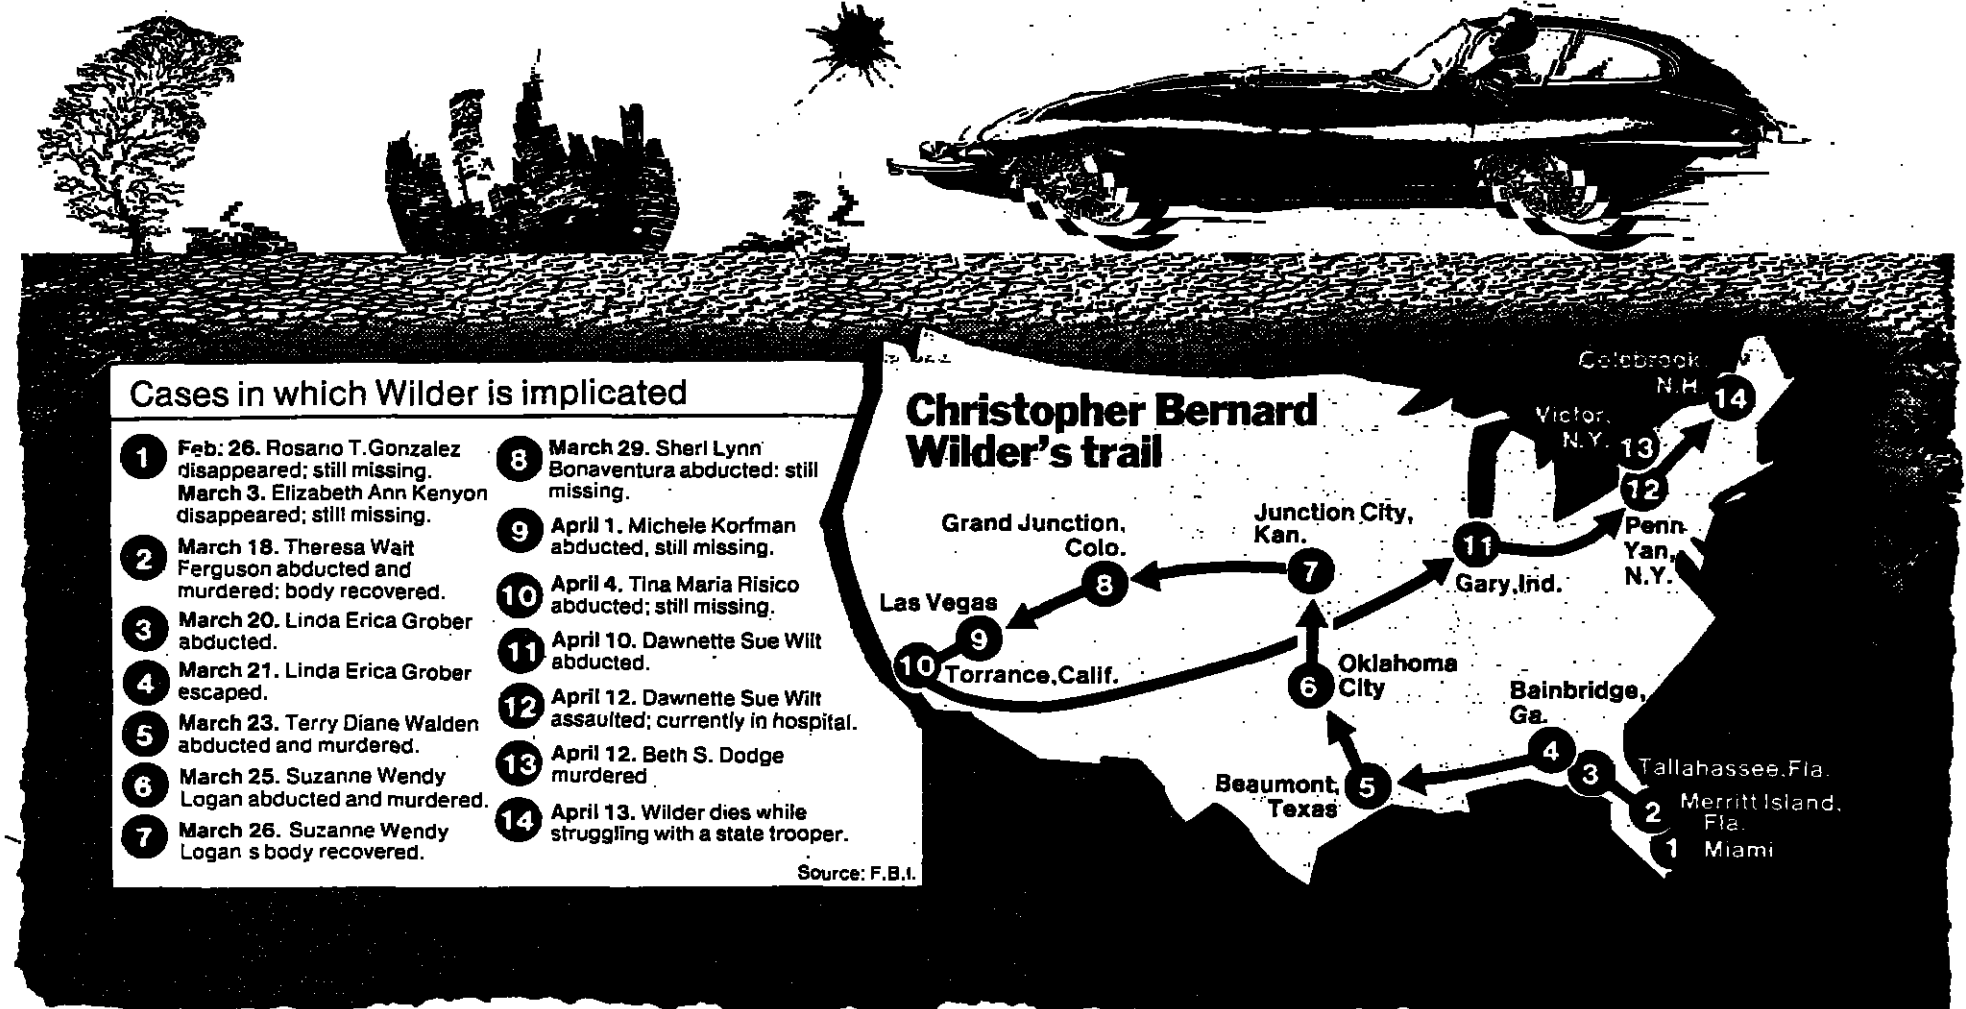 Cases in which Wilder is implicated
1
Feb: 26. Rosario T. Gonzalez
disappeared; still missing.
March 3. Elizabeth Ann Kenyon
disappeared; still missing.
2
March 18. Theresa Wait
Ferguson abducted and
murdered; body recovered.
3
March 20. Linda Erica Grober
abducted.
4
March 21. Linda Erica Grober
escaped.
5
March 23. Terry Diane Walden
abducted and murdered.
6
March 25. Suzanne Wendy
Logan abducted and murdered.
7
March 26. Suzanne Wendy
Logan s body recovered.
8
March 29. Sheri Lynn
Bonaventura abducted: still
missing.
9
April 1. Michele Korfman
abducted, still missing.
10
April 4. Tina Maria Risico
abducted; still missing.
11
April 10. Dawnette Sue Wilt
abducted.
12
April 12. Dawnette Sue Wilt
assaulted; currently in hospital.
13
April 12. Beth S. Dodge
murdered
14
April 13. Wilder dies while
struggling with a state trooper.
Source: F.B.I.
Christopher Bernard
Wilder's trail
Colebrook,
N.H.
14
Victor,
N.Y.
13
12
Penn
Yan,
N.Y.
11
Gary, Ind.
Junction City,
Kan.
7
Grand Junction,
Colo.
8
Las Vegas
9
10
Torrance, Calif.
Oklahoma
City
6
Bainbridge,
Ga.
4
3
Tallahassee, Fla.
Beaumont,
Texas
5
2
Merritt Island,
Fla.
1
Miami